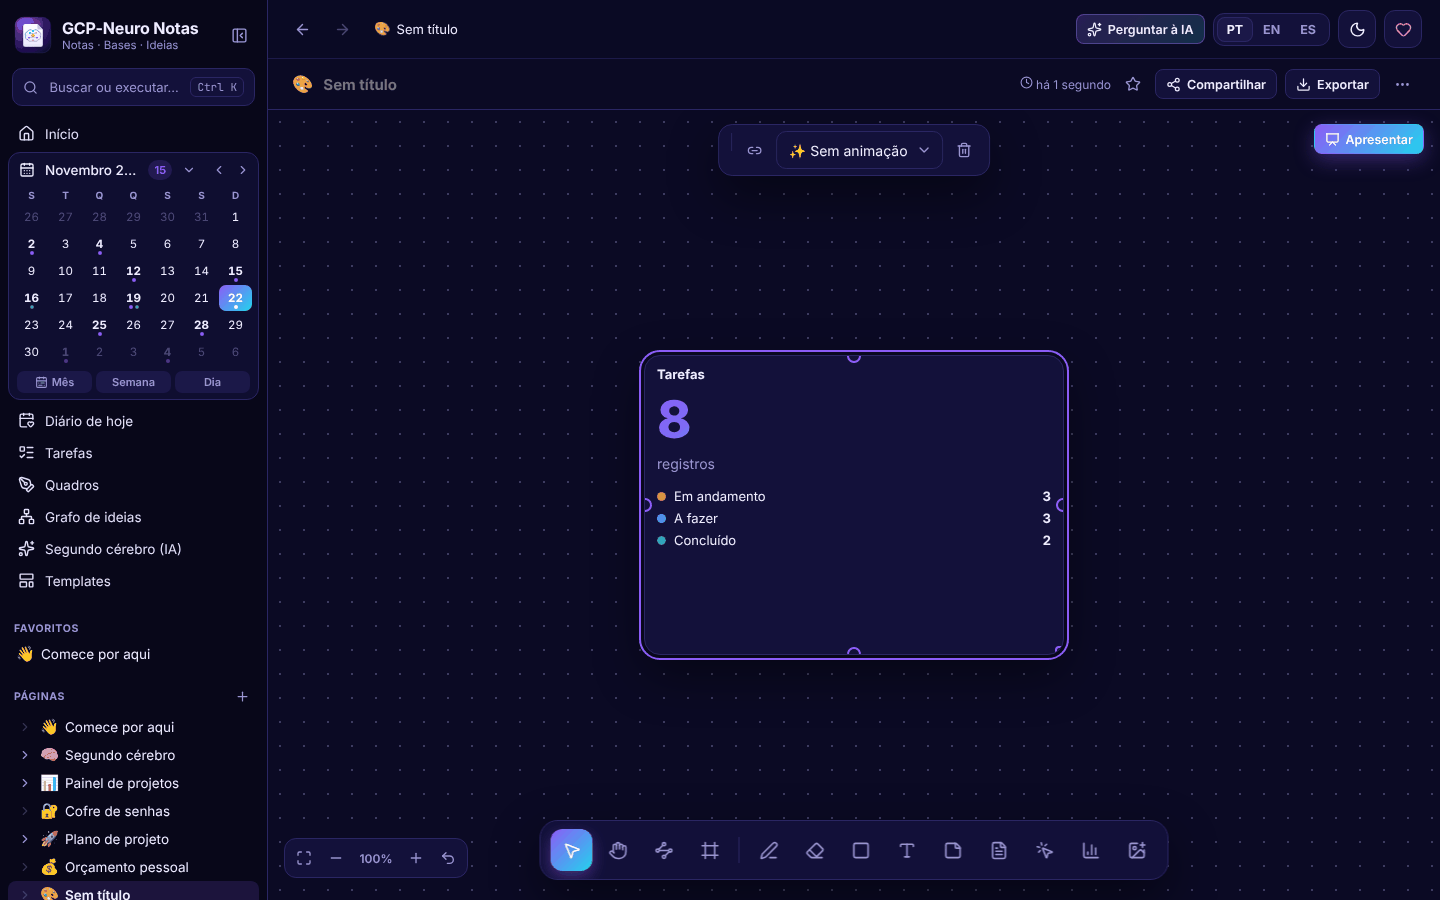 GCP-Neuro Notas
Notas · Bases · Ideias
Buscar ou executar... Ctrl K
Início
Novembro 2... 15
S T Q Q S S D
26 27 28 29 30 31 1
2 3 4 5 6 7 8
9 10 11 12 13 14 15
16 17 18 19 20 21 22
23 24 25 26 27 28 29
30 1 2 3 4 5 6
Mês Semana Dia
Diário de hoje
Tarefas
Quadros
Grafo de ideias
Segundo cérebro (IA)
Templates
FAVORITOS
Comece por aqui
PÁGINAS
Comece por aqui
Segundo cérebro
Painel de projetos
Cofre de senhas
Plano de projeto
Orçamento pessoal
Sem título
Sem título
Perguntar à IA PT EN ES
Sem título
há 1 segundo Compartilhar Exportar
Sem animação
Apresentar
Tarefas
8
registros
Em andamento 3
A fazer 3
Concluído 2
100%